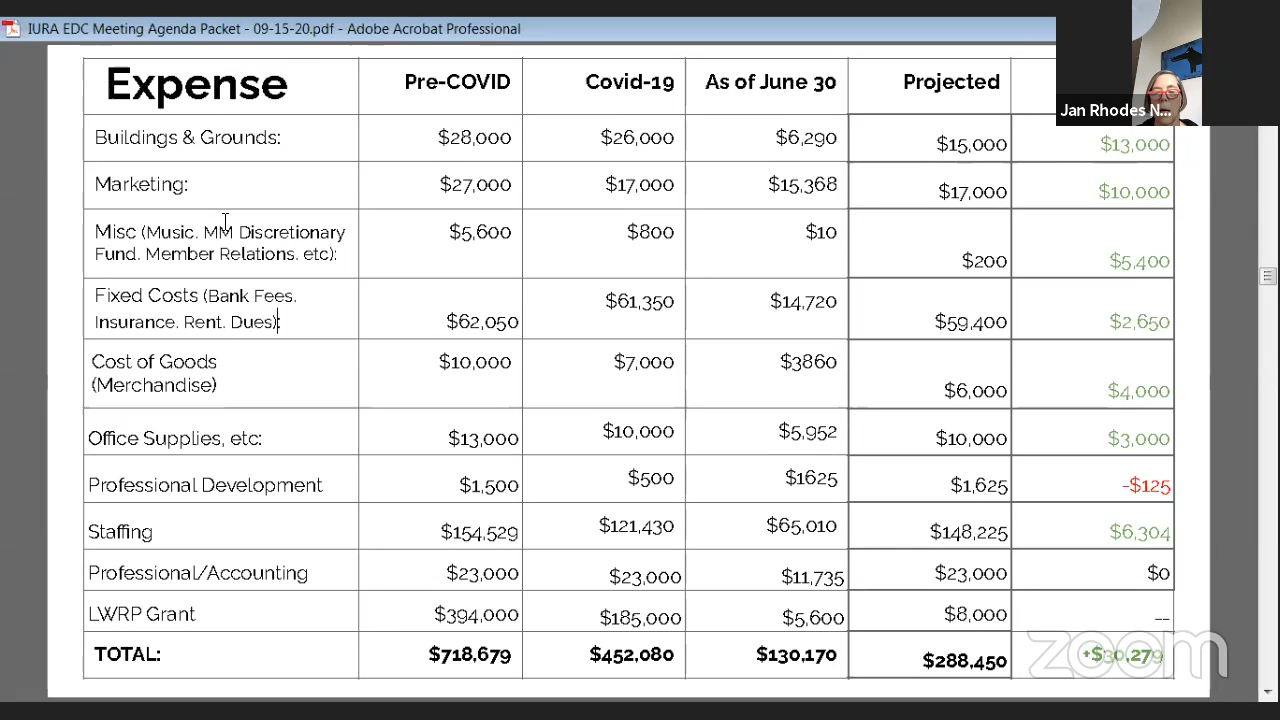 IURA EDC Meeting Agenda Packet - 09-15-20.pdf - Adobe Acrobat Professional
Jan Rhodes N...
Expense Pre-COVID Covid-19 As of June 30 Projected
Buildings & Grounds: $28,000 $26,000 $6,290 $15,000 $13,000
Marketing: $27,000 $17,000 $15,368 $17,000 $10,000
Misc (Music. MM Discretionary $5,600 $800 $10
Fund. Member Relations. etc): $200 $5,400
Fixed Costs (Bank Fees. $61,350 $14,720
Insurance. Rent. Dues): $62,050 $59,400 $2,650
Cost of Goods $10,000 $7,000 $3860
(Merchandise) $6,000 $4,000
Office Supplies, etc: $13,000 $10,000 $5,952 $10,000 $3,000
Professional Development $1,500 $500 $1625 $1,625 -$125
Staffing $154,529 $121,430 $65,010 $148,225 $6,304
Professional/Accounting $23,000 $23,000 $11,735 $23,000 $0
LWRP Grant $394,000 $185,000 $5,600 $8,000 --
TOTAL: $718,679 $452,080 $130,170 $288,450 +$30,279
zoom